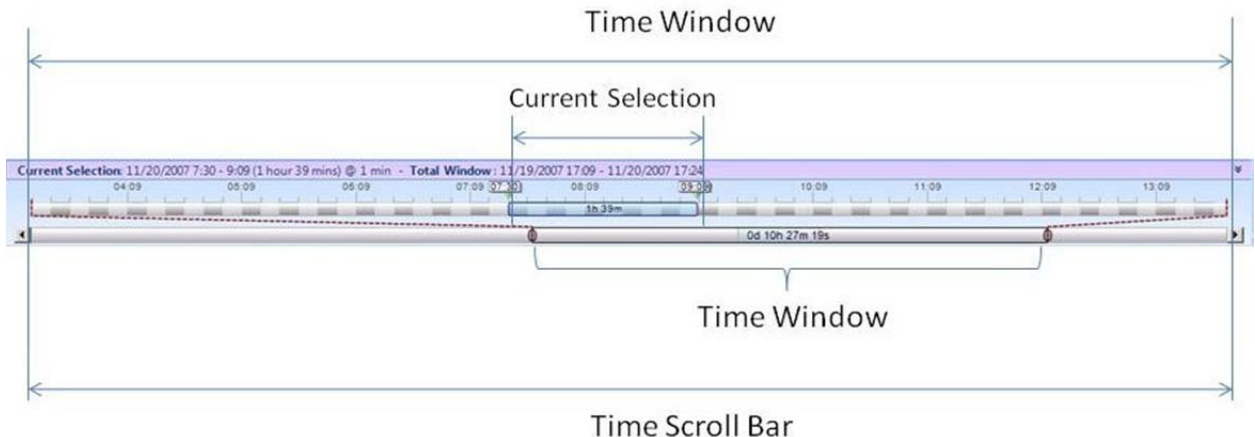 Time Window
Current Selection
Current Selection: 11/20/2007 7:30 - 9:09 (1 hour 39 mins) @ 1 min - Total Window: 11/19/2007 17:09 - 11/20/2007 17:24
04:09 05:09 06:09 07:09 07:30 08:09 09:09 10:09 11:09 12:09 13:09
1h 39m
0d 10h 27m 19s
Time Window
Time Scroll Bar